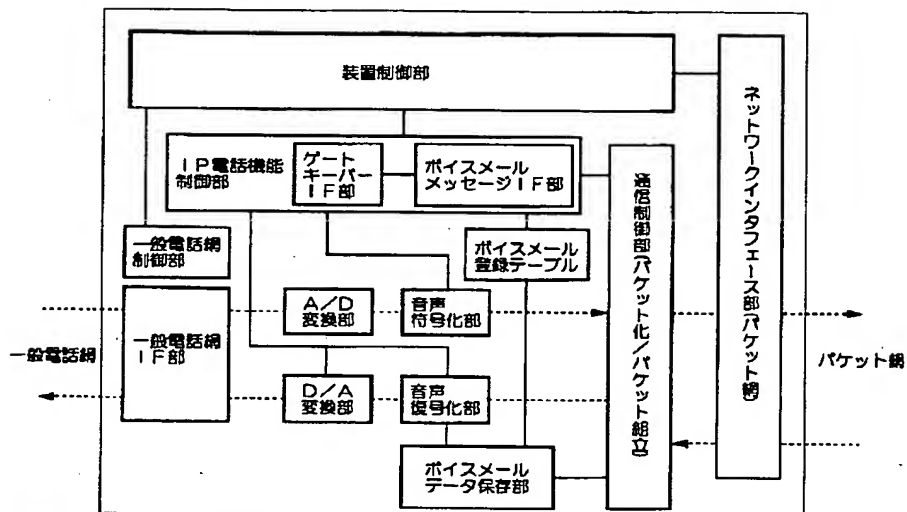 装置制御部
IP電話機能
制御部
ゲート
キーパー
IF部
ボイスメール
メッセージIF部
一般電話網
制御部
ボイスメール
登録テーブル
一般電話網
IF部
A/D
変換部
音声
符号化部
D/A
変換部
音声
復号化部
ボイスメール
データ保存部
通信制御部(パケット化/パケット組立)
ネットワークインタフェース部(パケット網)
一般電話網
パケット網